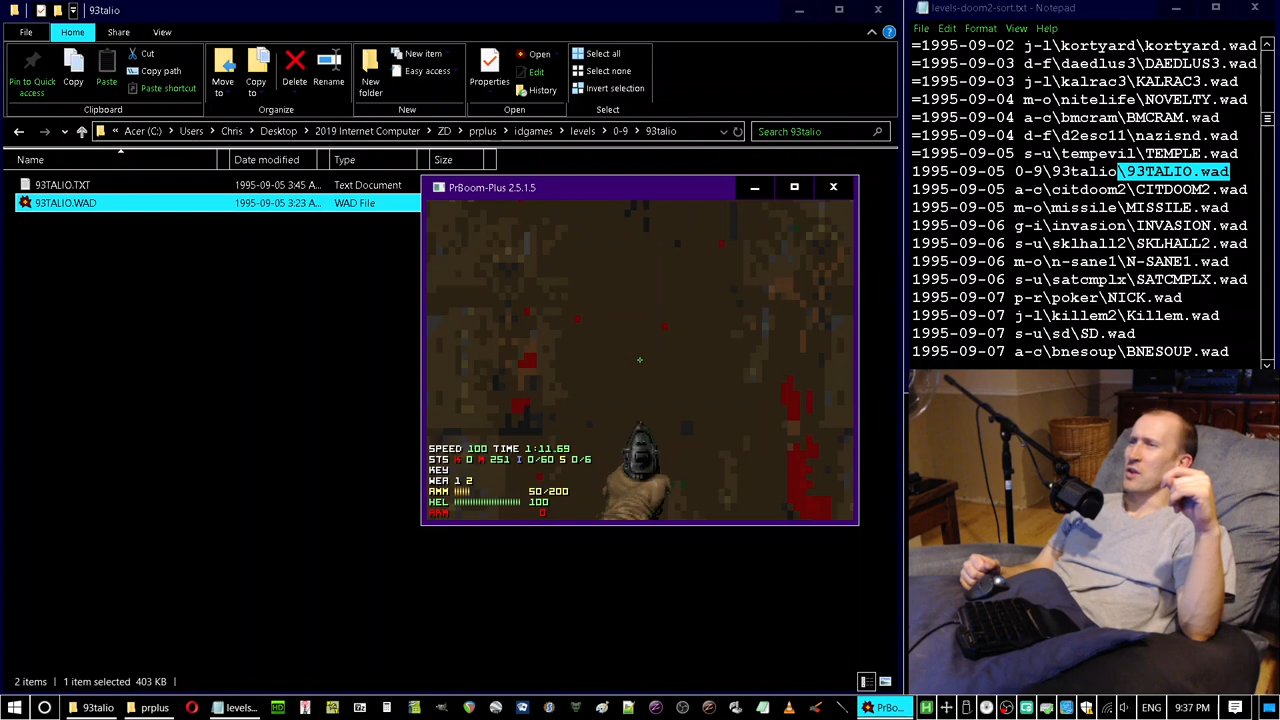 93talio
levels-doom2-sort.txt - Notepad
File Home Share View
File Edit Format View Help
Pin to Quick access
Copy
Paste
Cut
Copy path
Paste shortcut
Move to
Copy to
Delete
Rename
New folder
New item
Easy access
Properties
Open
Edit
History
Select all
Select none
Invert selection
Clipboard
Organize
New
Open
Select
Acer (C:) Users Chris Desktop 2019 Internet Computer ZD prplus idgames levels 0-9 93talio
Search 93talio
Name Date modified Type Size
93TALIO.TXT 1995-09-05 3:45 A... Text Document
93TALIO.WAD 1995-09-05 3:23 A... WAD File
PrBoom-Plus 2.5.1.5
SPEED 100 TIME 1:11.69
STS K 0 M 251 I 0/60 S 0/6
KEY
WEA 1 2
AMM 50/200
HEL 100
ARM 0
=1995-09-02 j-l\kortyard\kortyard.wad
=1995-09-03 d-f\daedlus3\DAEDLUS3.wad
=1995-09-03 j-l\kalrac3\KALRAC3.wad
=1995-09-04 m-o\nitelife\NOVELTY.wad
=1995-09-04 a-c\bmcram\BMCRAM.wad
=1995-09-04 d-f\d2esc11\nazisnd.wad
=1995-09-05 s-u\tempevil\TEMPLE.wad
1995-09-05 0-9\93talio\93TALIO.wad
1995-09-05 a-c\citdoom2\CITDOOM2.wad
1995-09-05 m-o\missile\MISSILE.wad
1995-09-06 g-i\invasion\INVASION.wad
1995-09-06 s-u\sklhall2\SKLHALL2.wad
1995-09-06 m-o\n-sane1\N-SANE1.wad
1995-09-06 s-u\satcmplx\SATCMPLX.wad
1995-09-07 p-r\poker\NICK.wad
1995-09-07 j-l\killem2\Killem.wad
1995-09-07 s-u\sd\SD.wad
1995-09-07 a-c\bnesoup\BNESOUP.wad
2 items 1 item selected 403 KB
93talio prplus levels... PrBoo... ENG 9:37 PM